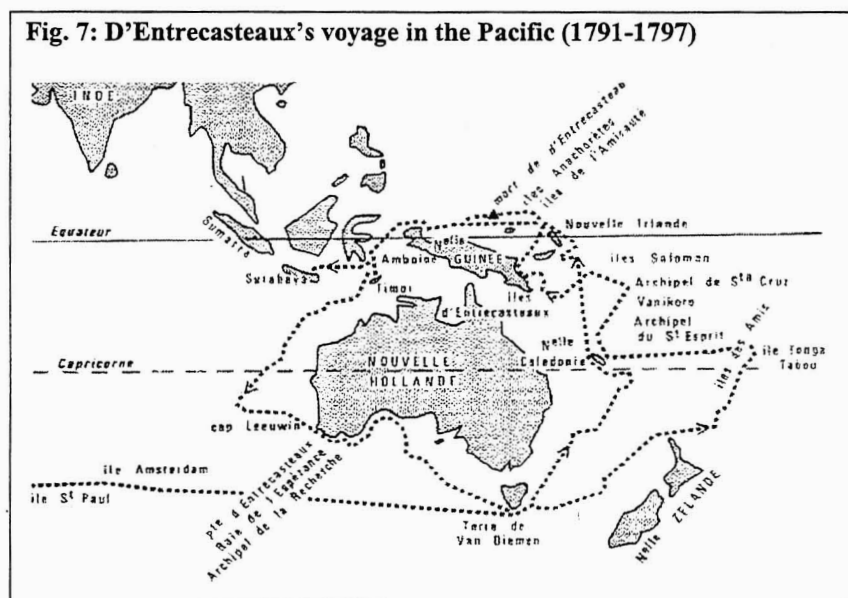 Fig. 7: D'Entrecasteaux's voyage in the Pacific (1791-1797)
INDE
mort de d'Entrecasteau
iles Anachorètes
iles de l'Amirauté
Equateur
Sumatra
Nouvelle Irlande
Nelle
GUINEE
Amboine
iles Salomon
Surabaya
Timor
iles
d'Entrecasteaux
Archipel de Sta Cruz
Vanikoro
Archipel
du St Esprit
Nelle
Caledonie
iles des Amis
ile Tonga
Tabou
Capricorne
NOUVELLE
HOLLANDE
cap Leeuwin
ile Amsterdam
ile St Paul
Pte d'Entrecasteaux
Baie de l'Espérance
Archipel de la Recherche
Terre de
Van Diemen
Nelle ZELANDE